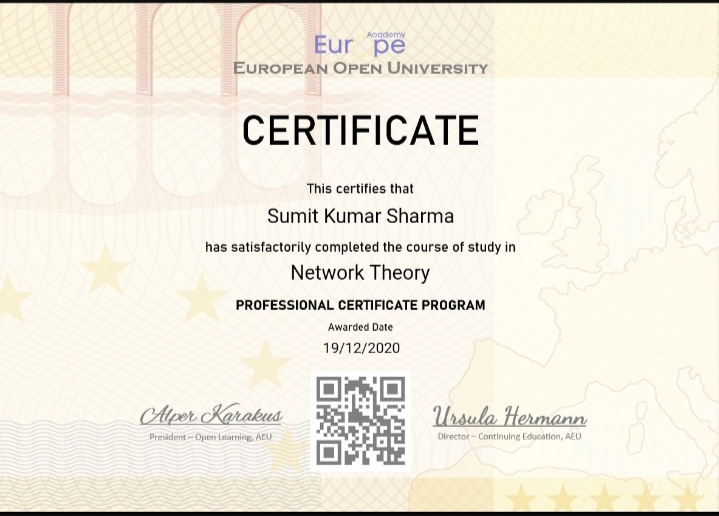 Academy
Eur pe
EUROPEAN OPEN UNIVERSITY
CERTIFICATE
This certifies that
Sumit Kumar Sharma
has satisfactorily completed the course of study in
Network Theory
PROFESSIONAL CERTIFICATE PROGRAM
Awarded Date
19/12/2020
Alper Karakus
President – Open Learning, AEU
Ursula Hermann
Director – Continuing Education, AEU